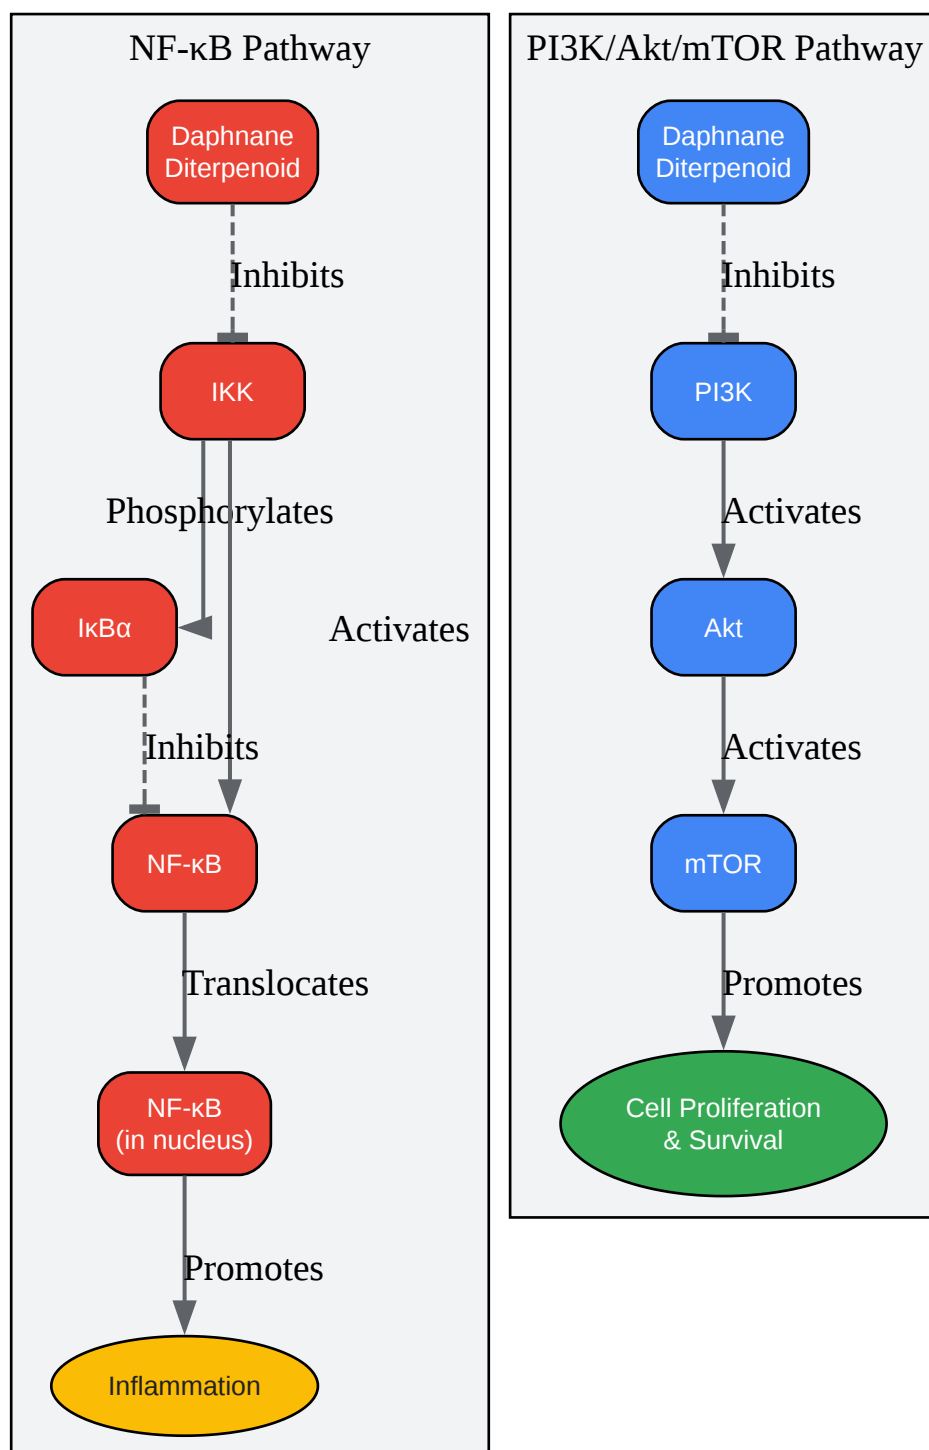 NF-κB Pathway
Daphnane
Diterpenoid
Inhibits
IKK
Phosphorylates
IκBα
Activates
Inhibits
NF-κB
Translocates
NF-κB
(in nucleus)
Promotes
Inflammation
PI3K/Akt/mTOR Pathway
Daphnane
Diterpenoid
Inhibits
PI3K
Activates
Akt
Activates
mTOR
Promotes
Cell Proliferation
& Survival